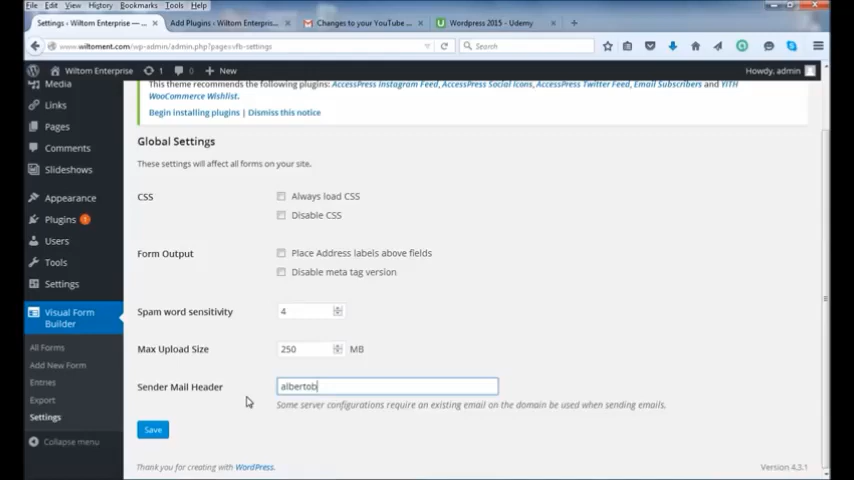 File Edit View History Bookmarks Tools Help
Settings ‹ Wiltom Enterprise — ... × Add Plugins ‹ Wiltom Enterpris... × Changes to your YouTube ... × Wordpress 2015 - Udemy × +
www.wiltoment.com/wp-admin/admin.php?page=vfb-settings Search
Wiltom Enterprise 1 0 + New Howdy, admin
Media
Links
Pages
Comments
Slideshows
Appearance
Plugins 1
Users
Tools
Settings
Visual Form
Builder
All Forms
Add New Form
Entries
Export
Settings
Collapse menu
This theme recommends the following plugins: AccessPress Instagram Feed, AccessPress Social Icons, AccessPress Twitter Feed, Email Subscribers and YITH
WooCommerce Wishlist.
Begin installing plugins | Dismiss this notice
Global Settings
These settings will affect all forms on your site.
CSS Always load CSS
Disable CSS
Form Output Place Address labels above fields
Disable meta tag version
Spam word sensitivity 4
Max Upload Size 250 MB
Sender Mail Header albertob
Some server configurations require an existing email on the domain be used when sending emails.
Save
Thank you for creating with WordPress. Version 4.3.1